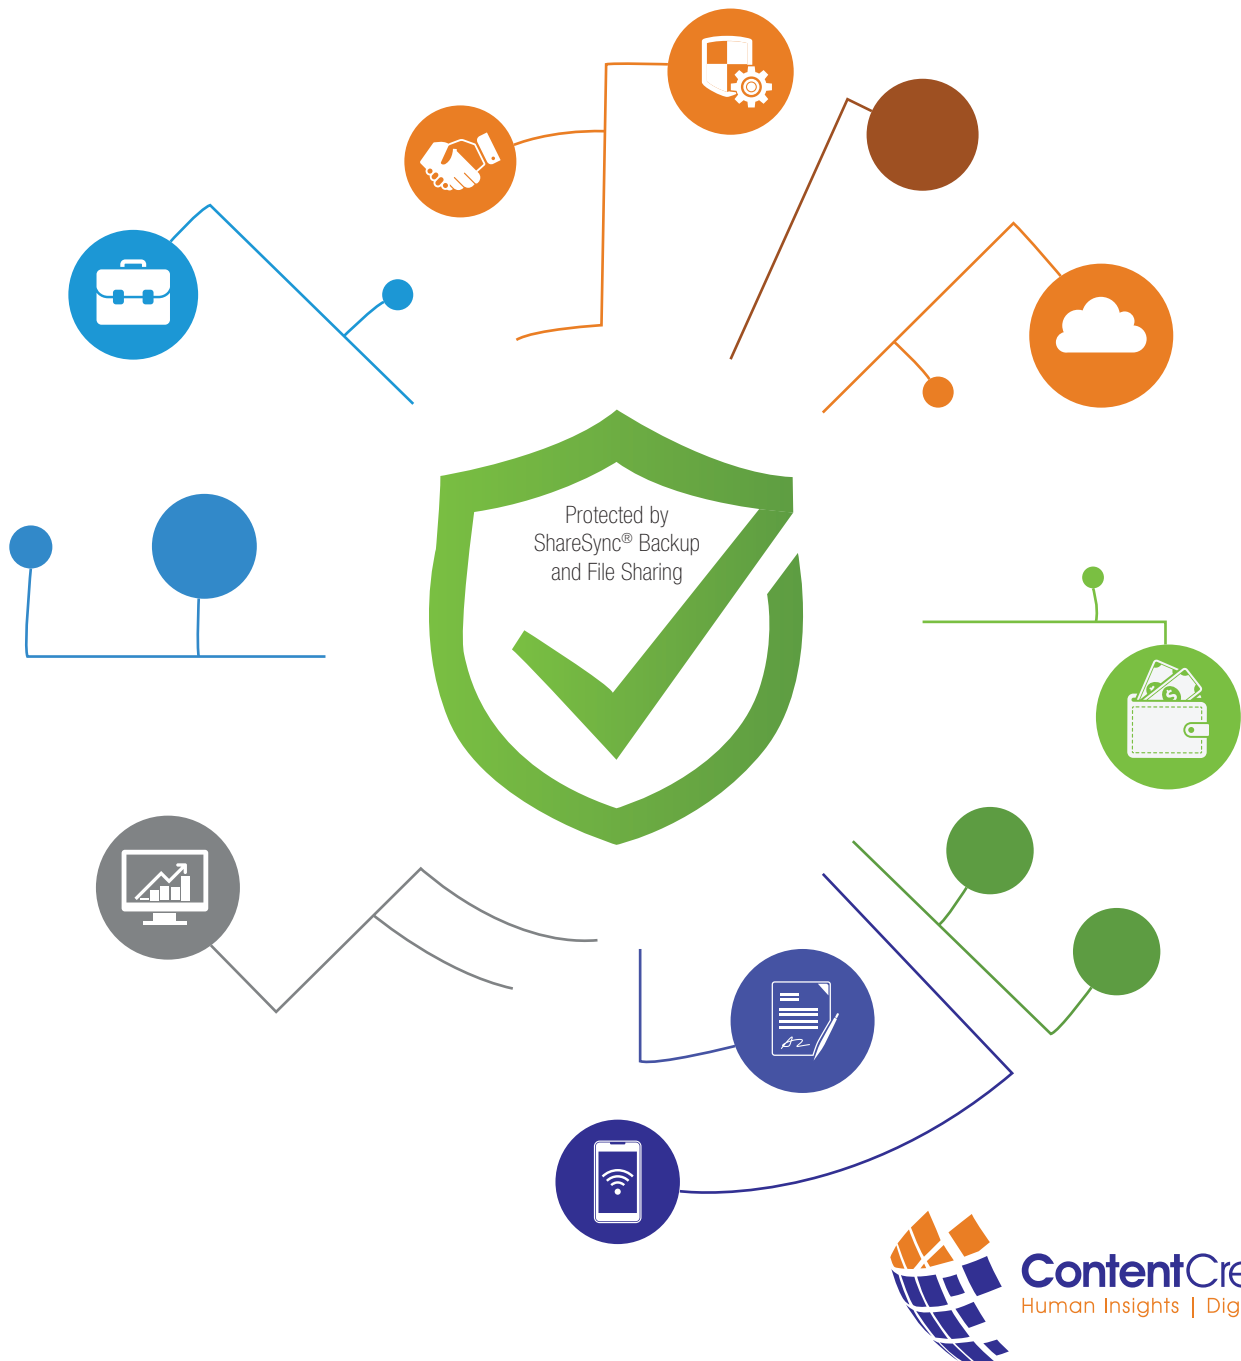 Protected by
ShareSync® Backup
and File Sharing
ContentCre
Human Insights | Dig